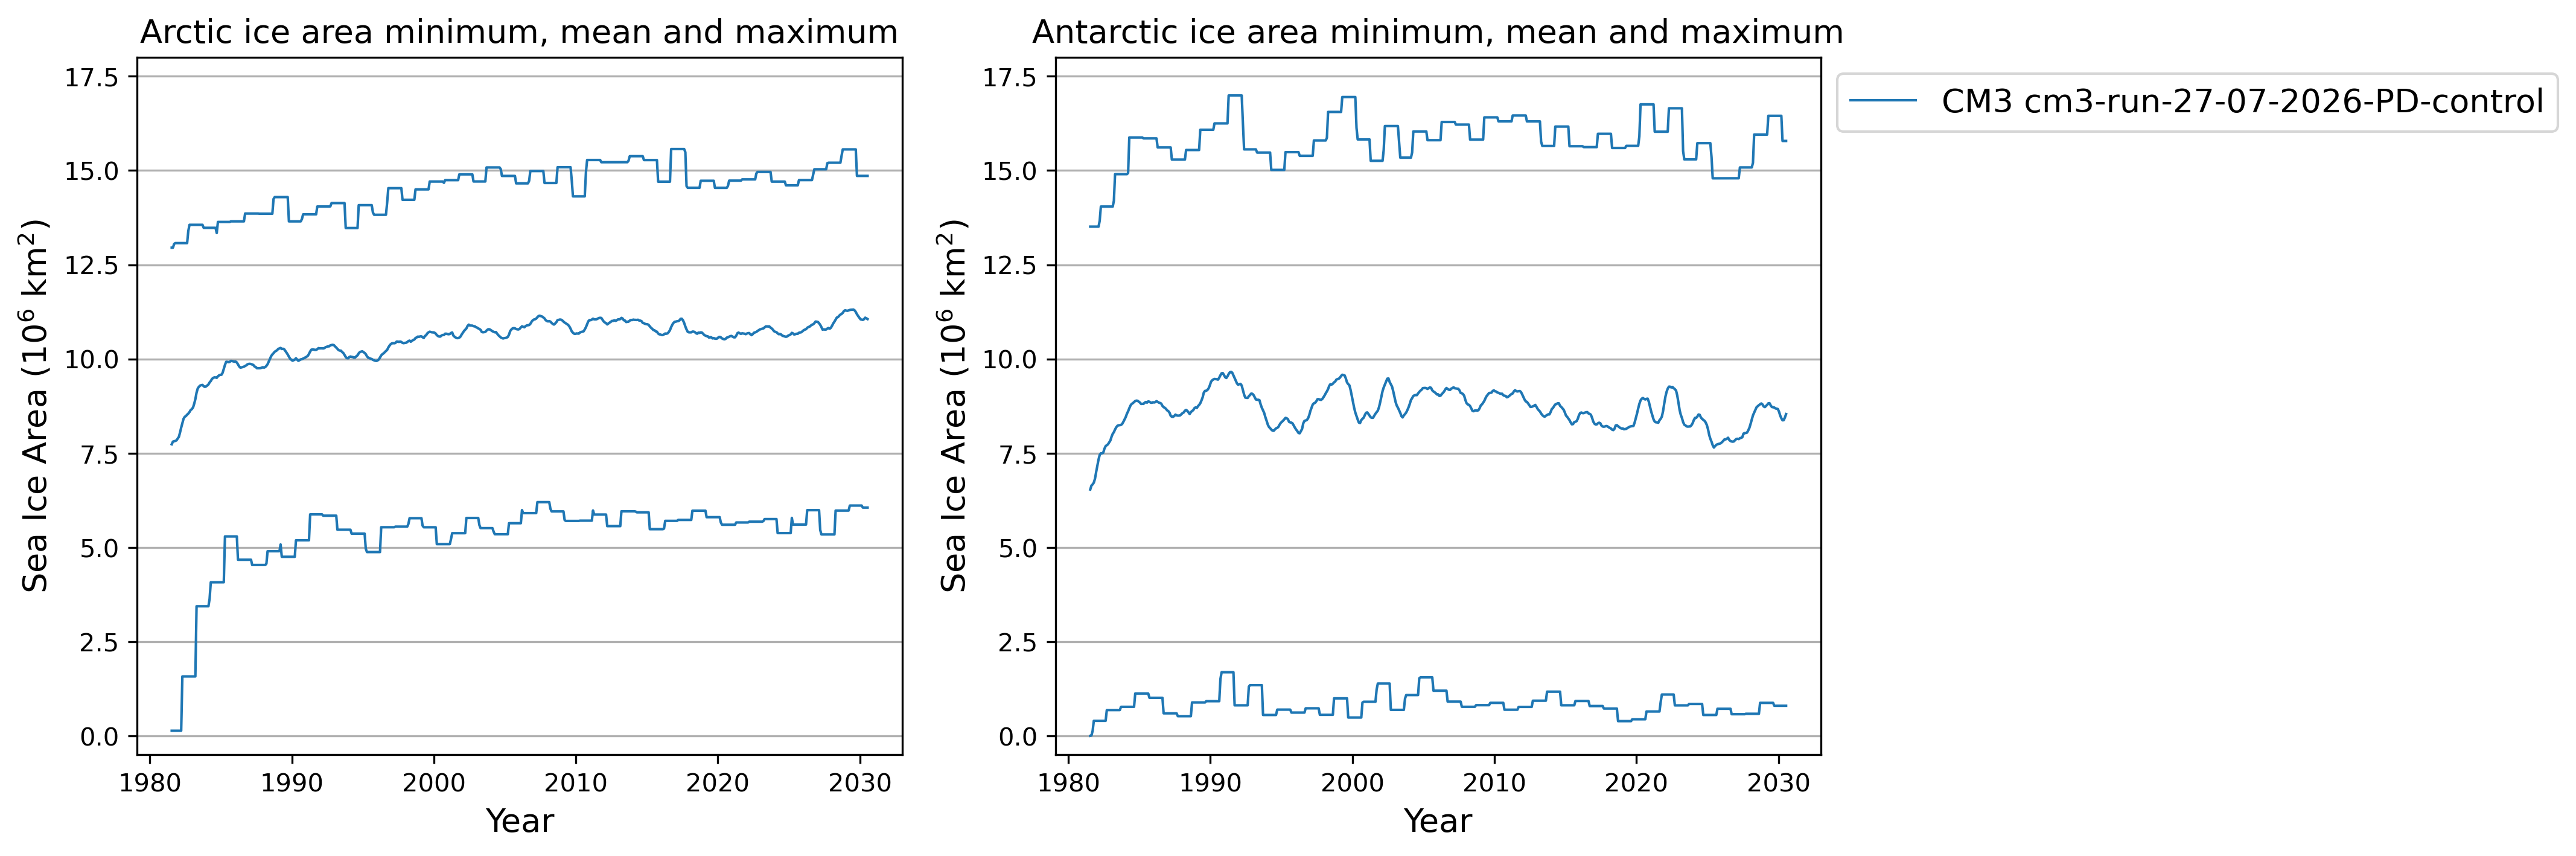 Arctic ice area minimum, mean and maximum
17.5
15.0
12.5
10.0
7.5
5.0
2.5
0.0
Sea Ice Area (10⁶ km²)
1980 1990 2000 2010 2020 2030
Year
Antarctic ice area minimum, mean and maximum
17.5
15.0
12.5
10.0
7.5
5.0
2.5
0.0
Sea Ice Area (10⁶ km²)
1980 1990 2000 2010 2020 2030
Year
CM3 cm3-run-27-07-2026-PD-control